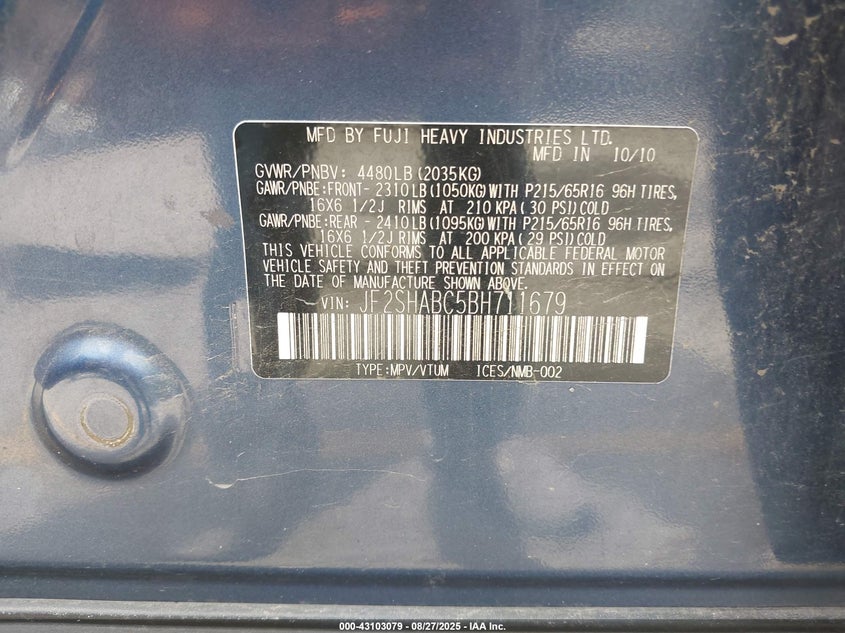 MFD BY FUJI HEAVY INDUSTRIES LTD.
MFD IN 10/10
GVWR/PNBV: 4480LB(2035KG)
GAWR/PNBE:FRONT- 2310LB(1050KG)WITH P215/65R16 96H TIRES,
16X6 1/2J RIMS AT 210 KPA(30 PSI)COLD
GAWR/PNBE:REAR - 2410LB(1095KG)WITH P215/65R16 96H TIRES,
16X6 1/2J RIMS AT 200 KPA(29 PSI)COLD
THIS VEHICLE CONFORMS TO ALL APPLICABLE FEDERAL MOTOR
VEHICLE SAFETY AND THEFT PREVENTION STANDARDS IN EFFECT ON
THE DATE OF MANUFACTURE SHOWN ABOVE.
VIN: JF2SHABC5BH711679
TYPE:MPV/VTUM ICES/NMB-002
000-43103079 - 08/27/2025 - IAA Inc.